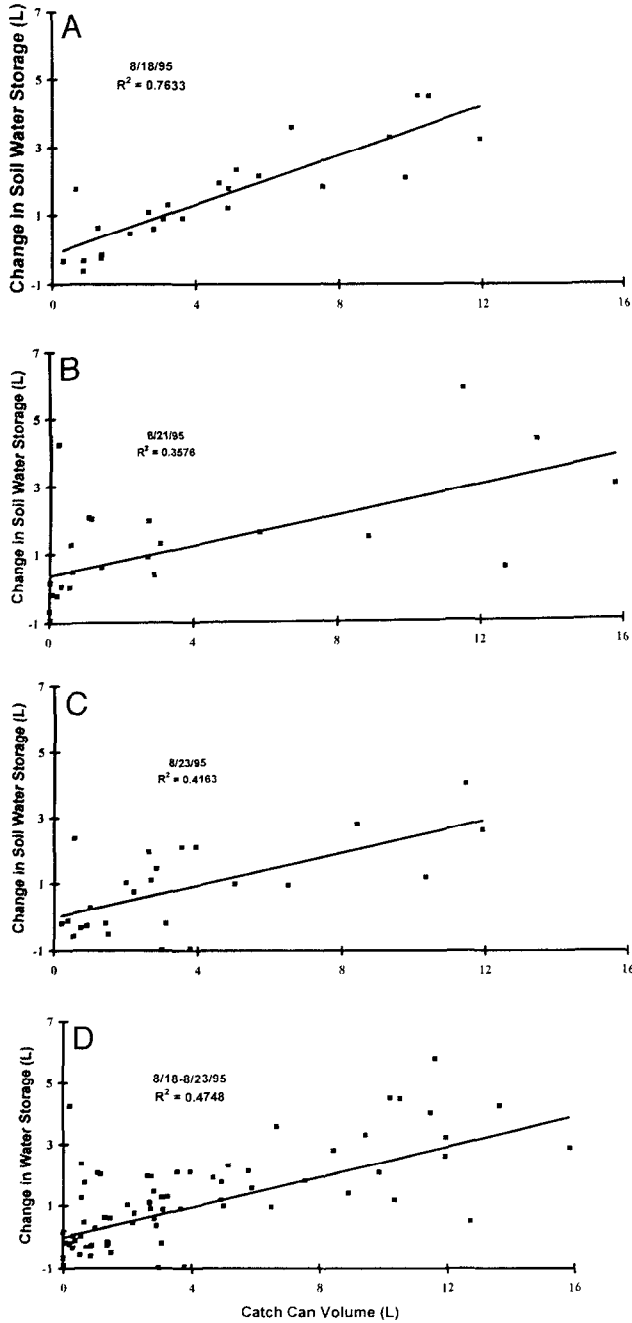 A
Change in Soil Water Storage (L)
7
5
3
1
-1
8/18/95
R² = 0.7633
0 4 8 12 16
B
Change in Soil Water Storage (L)
7
5
3
1
-1
8/21/95
R² = 0.3576
0 4 8 12 16
C
Change in Soil Water Storage (L)
7
5
3
1
-1
8/23/95
R² = 0.4163
0 4 8 12 16
D
Change in Water Storage (L)
7
5
3
1
-1
8/18-8/23/95
R² = 0.4748
0 4 8 12 16
Catch Can Volume (L)